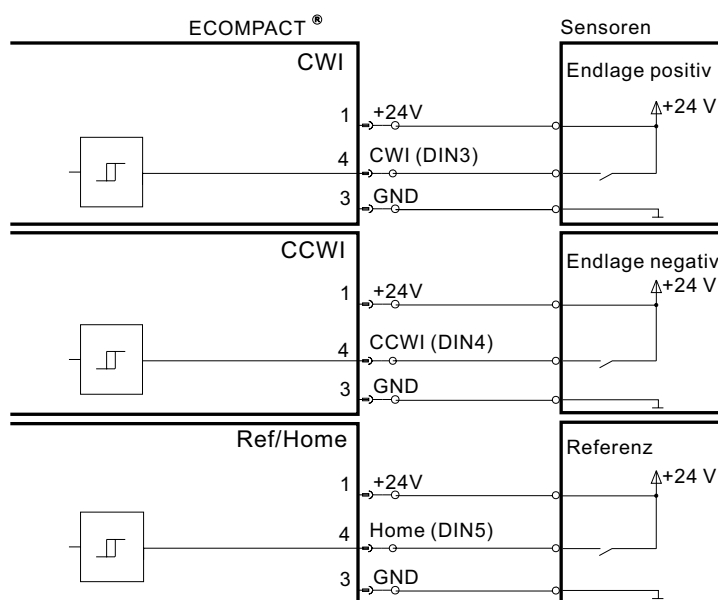 ECOMPACT ®
Sensoren
CWI
Endlage positiv
1
+24V
+24 V
4
CWI (DIN3)
3
GND
CCWI
Endlage negativ
1
+24V
+24 V
4
CCWI (DIN4)
3
GND
Ref/Home
Referenz
1
+24V
+24 V
4
Home (DIN5)
3
GND